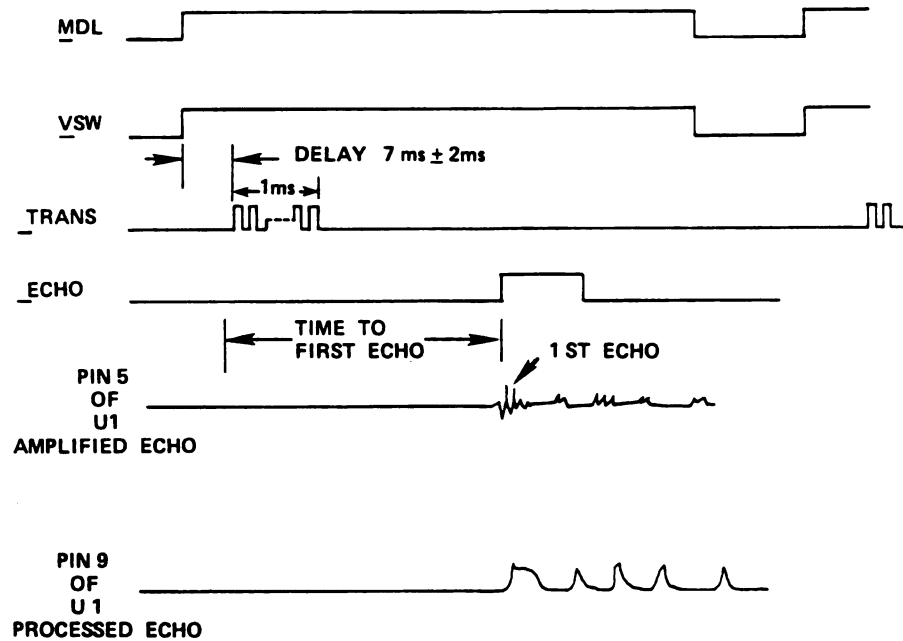 MDL
VSW
DELAY 7 ms ± 2ms
1ms
TRANS
ECHO
TIME TO
FIRST ECHO
1 ST ECHO
PIN 5
OF
U1
AMPLIFIED ECHO
PIN 9
OF
U 1
PROCESSED ECHO